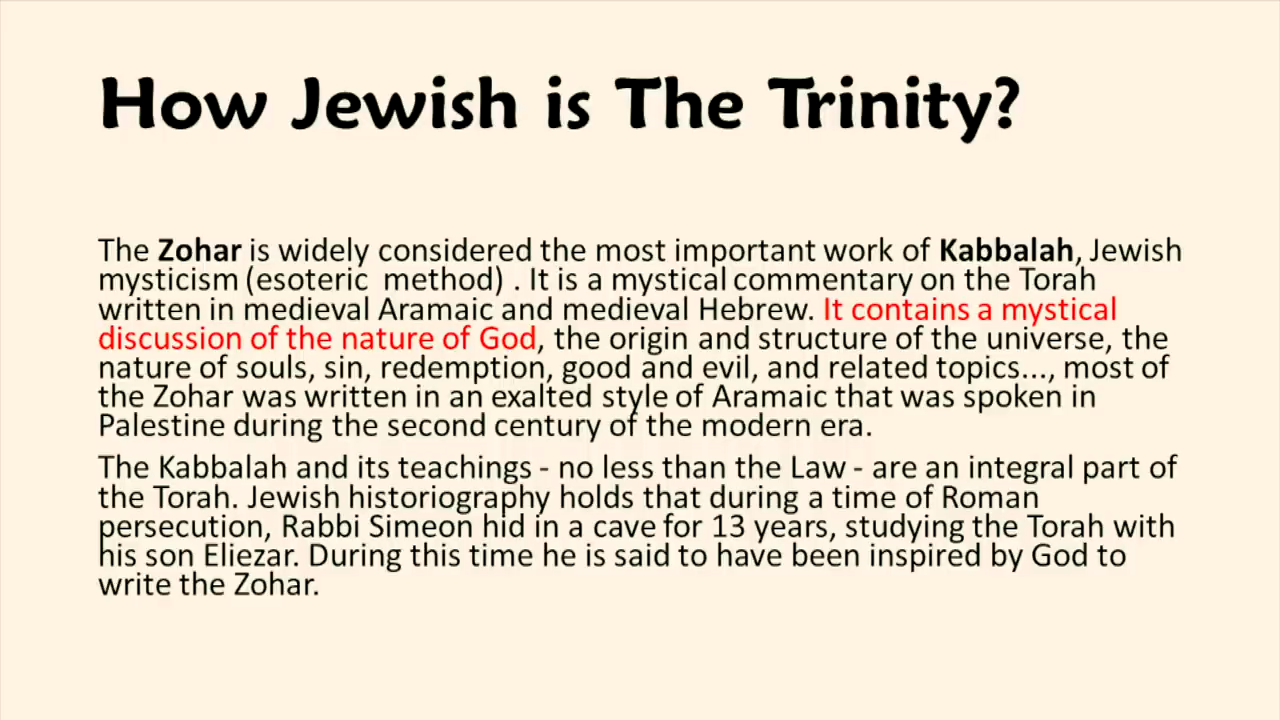 How Jewish is The Trinity?
The Zohar is widely considered the most important work of Kabbalah, Jewish
mysticism (esoteric  method) . It is a mystical commentary on the Torah
written in medieval Aramaic and medieval Hebrew. It contains a mystical
discussion of the nature of God, the origin and structure of the universe, the
nature of souls, sin, redemption, good and evil, and related topics..., most of
the Zohar was written in an exalted style of Aramaic that was spoken in
Palestine during the second century of the modern era.
The Kabbalah and its teachings - no less than the Law - are an integral part of
the Torah. Jewish historiography holds that during a time of Roman
persecution, Rabbi Simeon hid in a cave for 13 years, studying the Torah with
his son Eliezar. During this time he is said to have been inspired by God to
write the Zohar.